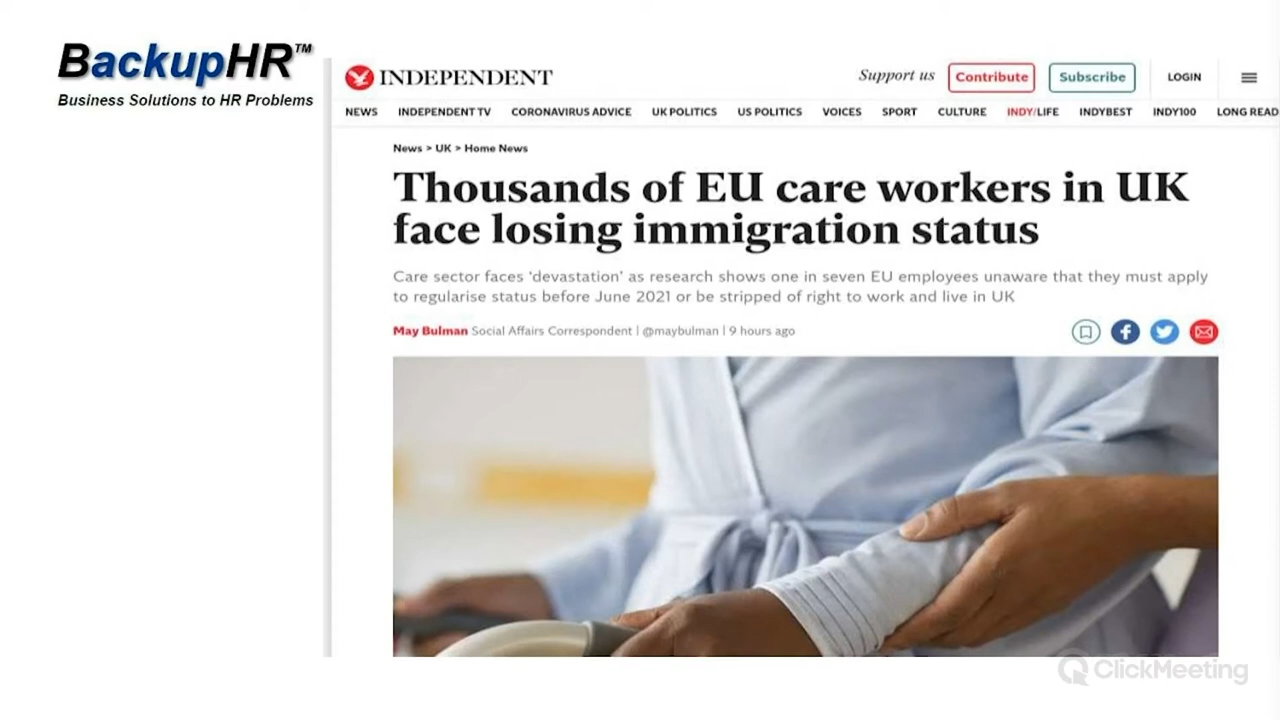 BackupHR™
Business Solutions to HR Problems
INDEPENDENT
Support us
Contribute
Subscribe
LOGIN
NEWS INDEPENDENT TV CORONAVIRUS ADVICE UK POLITICS US POLITICS VOICES SPORT CULTURE INDY/LIFE INDYBEST INDY100 LONG READ
News > UK > Home News
Thousands of EU care workers in UK
face losing immigration status
Care sector faces ‘devastation’ as research shows one in seven EU employees unaware that they must apply
to regularise status before June 2021 or be stripped of right to work and live in UK
May Bulman Social Affairs Correspondent | @maybulman | 9 hours ago
ClickMeeting